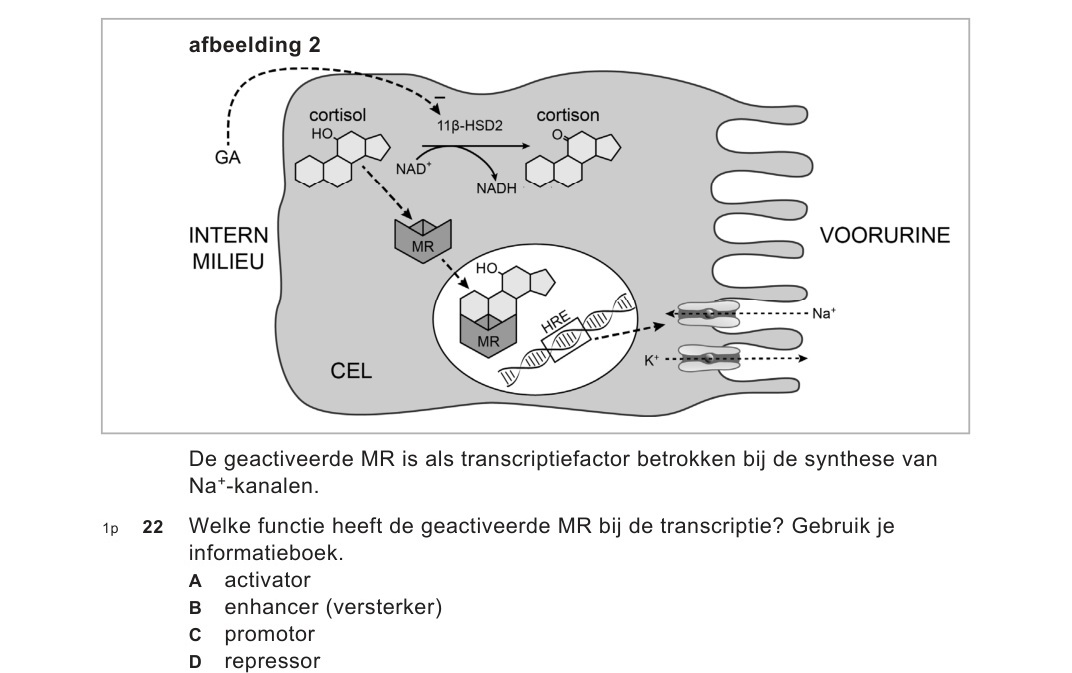 afbeelding 2
cortisol
HO
11β-HSD2
–
cortison
O
GA
NAD⁺
NADH
INTERN
MILIEU
MR
VOORURINE
HO
MR
HRE
Na⁺
K⁺
CEL
De geactiveerde MR is als transcriptiefactor betrokken bij de synthese van
Na⁺-kanalen.
1p 22 Welke functie heeft de geactiveerde MR bij de transcriptie? Gebruik je
informatieboek.
A activator
B enhancer (versterker)
C promotor
D repressor